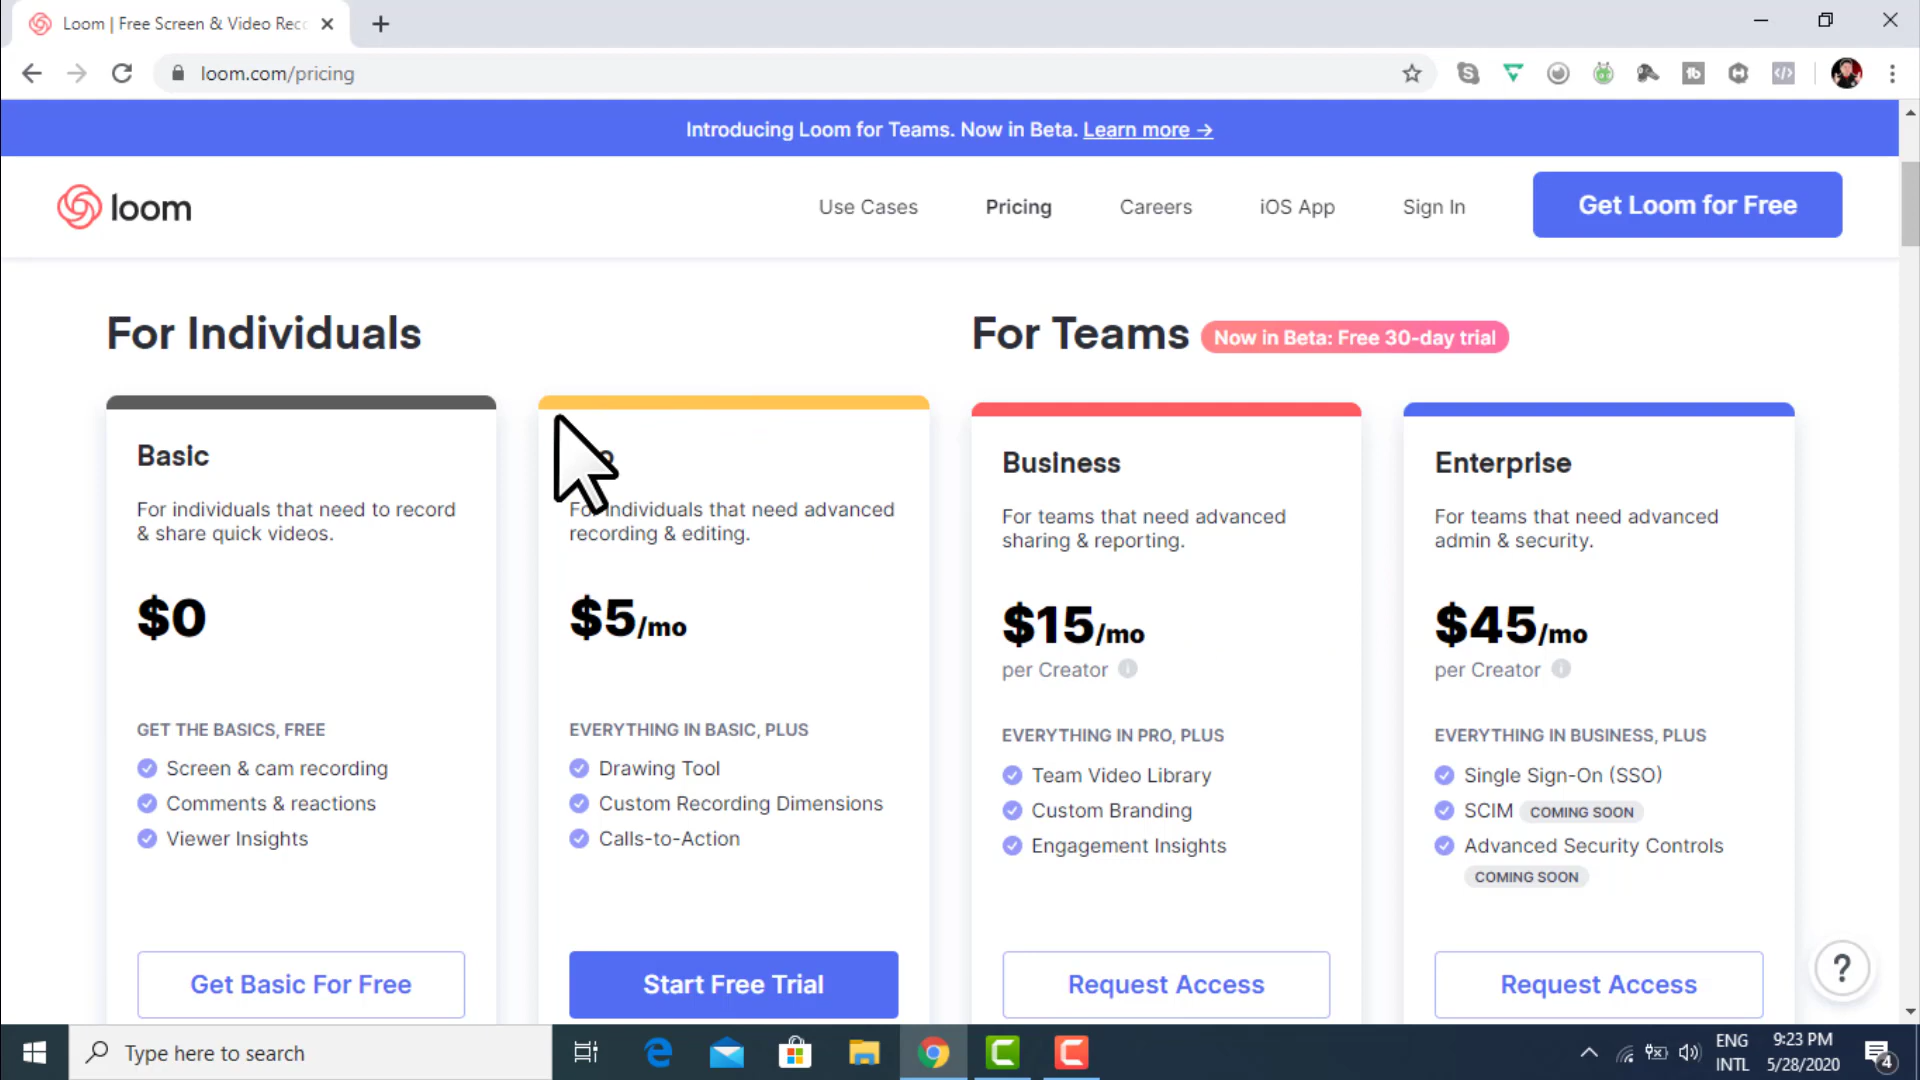 Loom | Free Screen & Video Rec
loom.com/pricing
Introducing Loom for Teams. Now in Beta. Learn more →
loom
Use Cases
Pricing
Careers
iOS App
Sign In
Get Loom for Free
For Individuals
For Teams
Now in Beta: Free 30-day trial
Basic
For individuals that need to record
& share quick videos.
$0
GET THE BASICS, FREE
Screen & cam recording
Comments & reactions
Viewer Insights
Get Basic For Free
For individuals that need advanced
recording & editing.
$5/mo
EVERYTHING IN BASIC, PLUS
Drawing Tool
Custom Recording Dimensions
Calls-to-Action
Start Free Trial
Business
For teams that need advanced
sharing & reporting.
$15/mo
per Creator
EVERYTHING IN PRO, PLUS
Team Video Library
Custom Branding
Engagement Insights
Request Access
Enterprise
For teams that need advanced
admin & security.
$45/mo
per Creator
EVERYTHING IN BUSINESS, PLUS
Single Sign-On (SSO)
SCIM COMING SOON
Advanced Security Controls
COMING SOON
Request Access
?
Type here to search
ENG
INTL
9:23 PM
5/28/2020
4